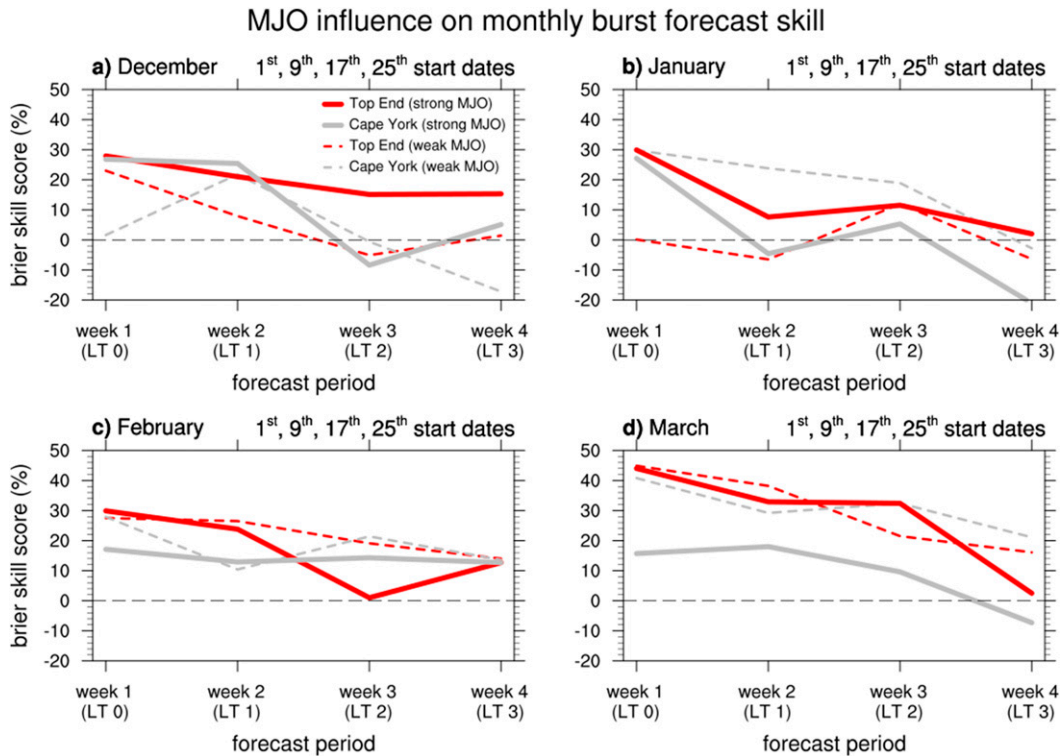 MJO influence on monthly burst forecast skill
a) December 1st, 9th, 17th, 25th start dates
brier skill score (%)
50
40
30
20
10
0
-10
-20
Top End (strong MJO)
Cape York (strong MJO)
Top End (weak MJO)
Cape York (weak MJO)
week 1 week 2 week 3 week 4
(LT 0) (LT 1) (LT 2) (LT 3)
forecast period
b) January 1st, 9th, 17th, 25th start dates
50
40
30
20
10
0
-10
-20
week 1 week 2 week 3 week 4
(LT 0) (LT 1) (LT 2) (LT 3)
forecast period
c) February 1st, 9th, 17th, 25th start dates
brier skill score (%)
50
40
30
20
10
0
-10
-20
week 1 week 2 week 3 week 4
(LT 0) (LT 1) (LT 2) (LT 3)
forecast period
d) March 1st, 9th, 17th, 25th start dates
50
40
30
20
10
0
-10
-20
week 1 week 2 week 3 week 4
(LT 0) (LT 1) (LT 2) (LT 3)
forecast period